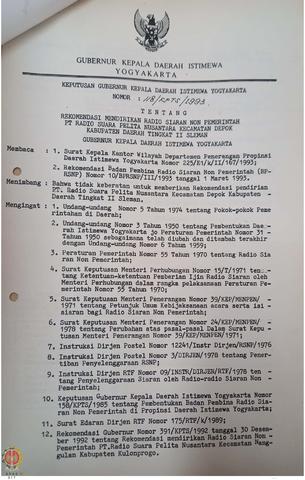 GUBERNUR KEPALA DAERAH ISTIMEWA
YOGYAKARTA
KEPUTUSAN GUBERNUR KEPALA DAERAH ISTIMEWA YOGYAKARTA
NOMOR : 118/KPTS/1993
TENTANG
REKOMENDASI MENDIRIKAN RADIO SIARAN NON PEMERINTAH
PT RADIO SUARA PELITA NUSANTARA KECAMATAN DEPOK
KABUPATEN DAERAH TINGKAT II SLEMAN
GUBERNUR KEPALA DAERAH ISTIMEWA YOGYAKARTA
Membaca : 1. Surat Kepala Kantor Wilayah Departemen Penerangan Propinsi
Daerah Istimewa Yogyakarta Nomor 225/K1/W/II/167/1993;
2. Rekomendasi Badan Pembina Radio Siaran Non Pemerintah (BP-
RSNP) Nomor 10/BPRSNP/III/1993 tanggal 1 Maret 1993.
Menimbang : Bahwa tidak keberatan untuk memberikan Rekomendasi pendirian
Radio Suara Pelita Nusantara Kecamatan Depok Kabupaten -
Daerah Tingkat II Sleman.
Mengingat : 1. Undang-undang Nomor 5 Tahun 1974 tentang Pokok-pokok Peme
rintahan di Daerah;
2. Undang-undang Nomor 3 Tahun 1950 tentang Pembentukan Dae-
rah Istimewa Yogyakarta jo Peraturan Pemerintah Nomor 31 -
Tahun 1950 sebagaimana telah diubah dan ditambah terakhir
dengan Undang-undang Nomor 6 Tahun 1959;
3. Peraturan Pemerintah Nomor 55 Tahun 1970 tentang Radio Sia
ran Non Pemerintah;
4. Surat Keputusan Menteri Perhubungan Nomor 15/T/1971 ten-
tang Ketentuan-ketentuan Pemberian Ijin Radio Siaran oleh
Menteri Perhubungan dalam rangka pelaksanaan Peraturan Pe-
merintah Nomor 55 Tahun 1970;
5. Surat Keputusan Menteri Penerangan Nomor 39/KEP/MENPEN/-
1971 tentang Petunjuk Umum Kebijaksanaan acara serta isi -
siaran bagi Radio Siaran Non Pemerintah;
6. Surat Keputusan Menteri Penerangan Nomor 24/KEP/MENPEN/-
1978 tentang Perubahan atas pasal-pasal Dalam Surat Kepu -
tusan Menteri Penerangan Nomor 39/KEP/MENPEN/1971;
7. Instruksi Dirjen Postel Nomor 12241/Instr Dirjen/RSNP/1976
8. Instruksi Dirjen Postel Nomor 3/DIRJEN/1978 tentang Pener-
tiban Penyelenggaraan RSNP;
9. Instruksi Dirjen RTF Nomor 09/INSTR/DIRJEN/RTF/1978 ten-
tang Penyelenggaraan Siaran oleh Radio-radio Siaran Non -
Pemerintah;
10. Keputusan Gubernur Kepala Daerah Istimewa Yogyakarta Nomor
158/KPTS/1985 tentang Pembentukan Badan Pembina Radio Sia-
ran Non Pemerintah di Propinsi Daerah Istimewa Yogyakarta;
11. Surat Edaran Dirjen RTF Nomor 175/RTF/k/1989;
12. Rekomendasi Gubernur Nomor 391/KPTS/1992 tanggal 30 Desem-
ber 1992 tentang Rekomendasi mendirikan Radio Siaran Non -
Pemerintah PT.Radio Suara Pelita Nusantara Kecamatan Nang-
gulan Kabupaten Kulonprogo.